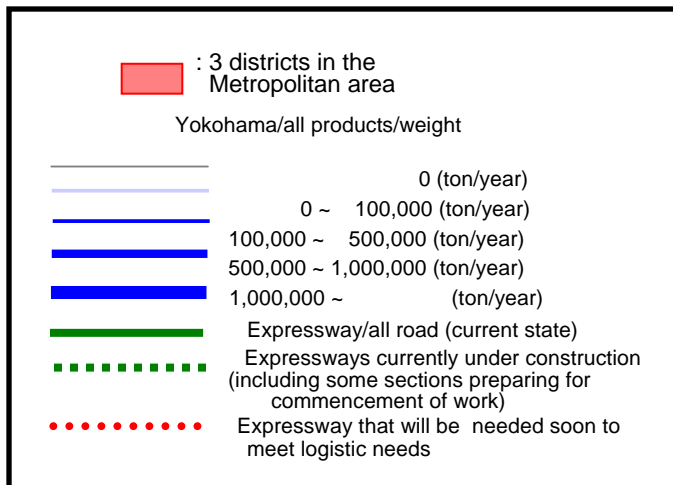 : 3 districts in the
Metropolitan area
Yokohama/all products/weight
0 (ton/year)
0 ~ 100,000 (ton/year)
100,000 ~ 500,000 (ton/year)
500,000 ~ 1,000,000 (ton/year)
1,000,000 ~ (ton/year)
Expressway/all road (current state)
Expressways currently under construction
(including some sections preparing for
commencement of work)
Expressway that will be needed soon to
meet logistic needs